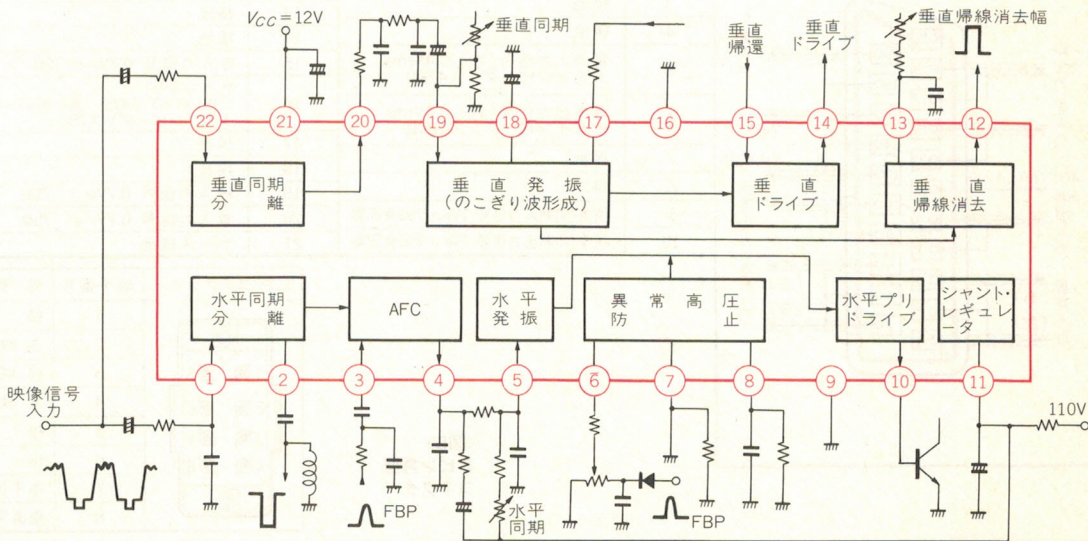 VCC=12V
垂直同期
垂直
帰還
垂直
ドライブ
垂直帰線消去幅
22
21
20
19
18
17
16
15
14
13
12
垂直同期
分離
垂直発振
(のこぎり波形成)
垂直
ドライブ
垂直
帰線消去
水平同期
分離
AFC
水平
発振
異常高圧
防止
水平プリ
ドライブ
シャント・
レギュレ
ータ
1
2
3
4
5
6
7
8
9
10
11
映像信号
入力
110V
FBP
水平
同期
FBP